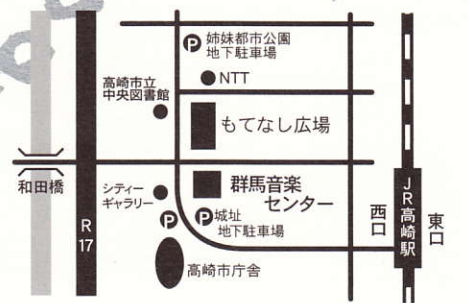 P 姉妹都市公園
地下駐車場
NTT
高崎市立
中央図書館
もてなし広場
和田橋
シティー
ギャラリー
群馬音楽
センター
R
17
P
P 城址
地下駐車場
高崎市庁舎
西口
JR高崎駅
東口